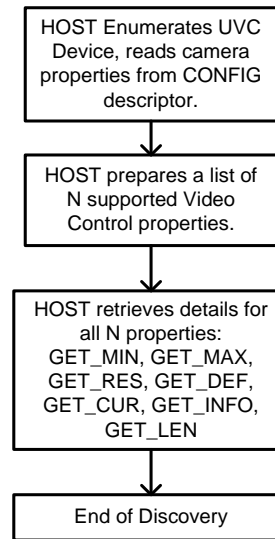 HOST Enumerates UVC
Device, reads camera
properties from CONFIG
descriptor.
HOST prepares a list of
N supported Video
Control properties.
HOST retrieves details for
all N properties:
GET_MIN, GET_MAX,
GET_RES, GET_DEF,
GET_CUR, GET_INFO,
GET_LEN
End of Discovery